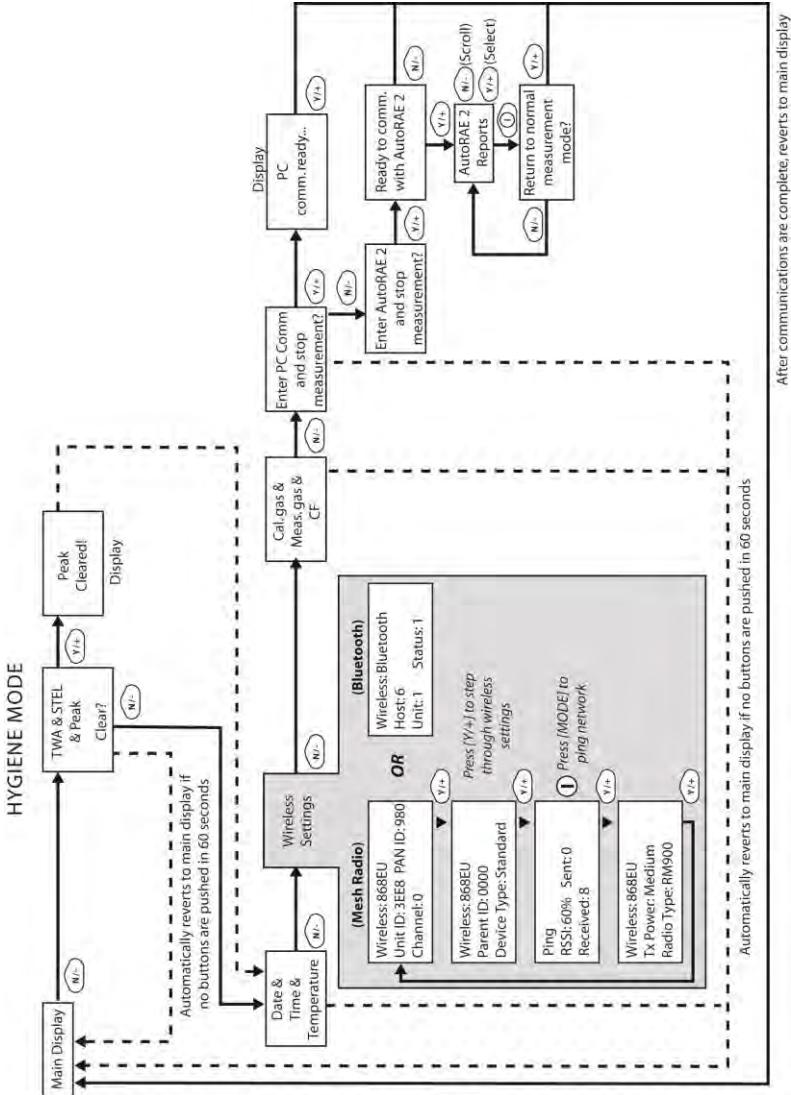 HYGIENE MODE
Main Display
N/-
TWA & STEL
& Peak
Clear?
Y/+
Peak
Cleared!
Display
N/-
Automatically reverts to main display if
no buttons are pushed in 60 seconds
Date &
Time &
Temperature
N/-
Wireless
Settings
N/-
Cal. gas &
Meas. gas &
CF
N/-
Enter PC Comm
and stop
measurement?
Y/+
Display
PC
comm. ready...
Y/+
N/-
Enter AutoRAE 2
and stop
measurement?
Y/+
Ready to comm.
with AutoRAE 2
N/-
Y/+
AutoRAE 2
Reports
N/- (Scroll)
Y/+ (Select)
Return to normal
measurement
mode?
N/-
Y/+
(Mesh Radio)
Wireless: 868EU
Unit ID: 3EE8 PAN ID: 980
Channel: 0
Y/+
Wireless: 868EU
Parent ID: 0000
Device Type: Standard
Y/+
Ping
RSSI: 60% Sent: 0
Received: 8
Y/+
Wireless: 868EU
Tx Power: Medium
Radio Type: RM900
Y/+
OR
(Bluetooth)
Wireless: Bluetooth
Host: 6
Unit: 1 Status: 1
Press [Y/+] to step
through wireless
settings
Press [MODE] to
ping network
Automatically reverts to main display if no buttons are pushed in 60 seconds
After communications are complete, reverts to main display